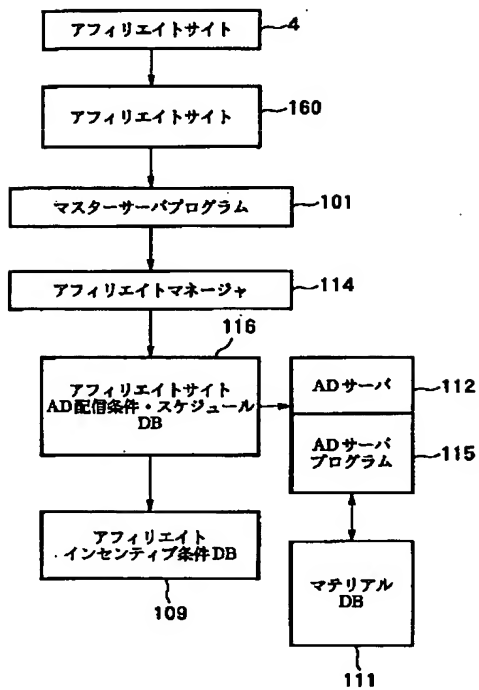 アフィリエイトサイト
4
アフィリエイトサイト
160
マスターサーバプログラム
101
アフィリエイトマネージャ
114
116
アフィリエイトサイト
AD配信条件・スケジュール
DB
ADサーバ
112
ADサーバ
プログラム
115
アフィリエイト
インセンティブ条件DB
109
マテリアル
DB
111